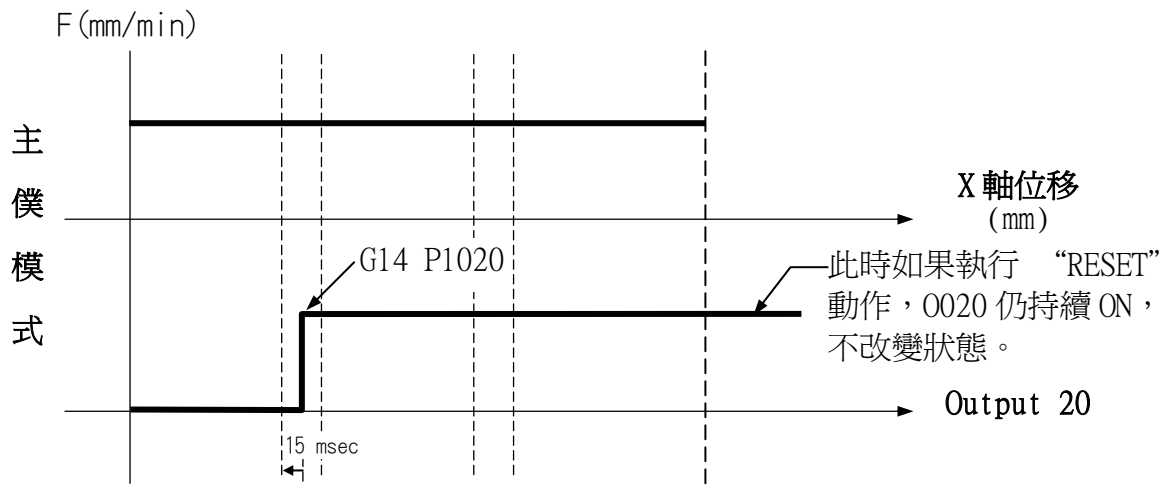 F(mm/min)
主僕模式
X 軸位移
(mm)
G14 P1020
此時如果執行 “RESET”
動作，O020 仍持續 ON，
不改變狀態。
Output 20
15 msec